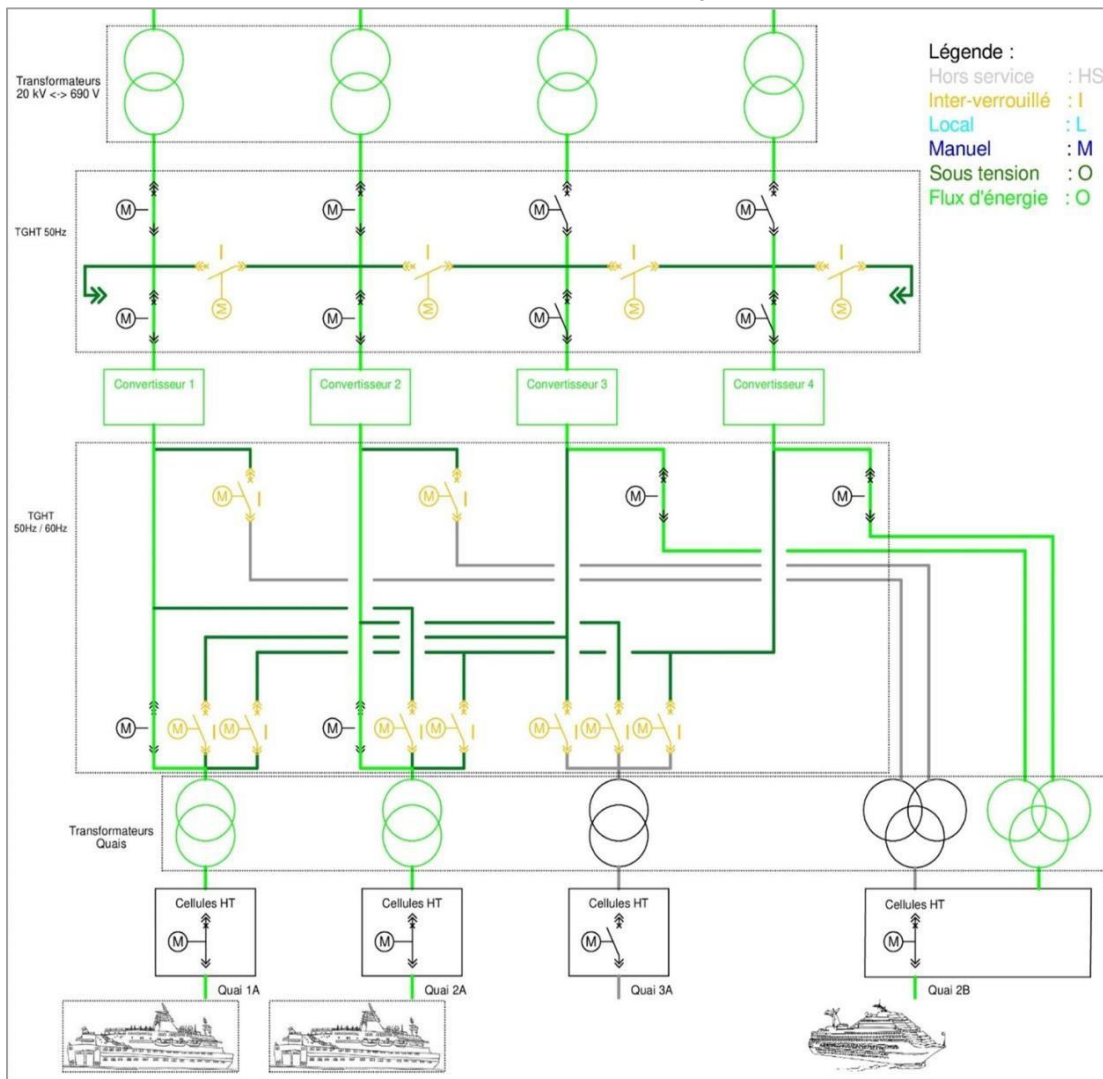 Légende :
Hors service : HS
Inter-verrouillé : I
Local : L
Manuel : M
Sous tension : O
Flux d'énergie : O
Transformateurs
20 kV <-> 690 V
M
M
M
M
TGHT 50Hz
I
I
I
I
M
M
M
M
M
M
M
M
Convertisseur 1
Convertisseur 2
Convertisseur 3
Convertisseur 4
M I
M I
M
M
TGHT
50Hz / 60Hz
M
M I
M I
M
M I
M I
M I
M I
M I
Transformateurs
Quais
Cellules HT
Cellules HT
Cellules HT
Cellules HT
M
M
M
M
Quai 1A
Quai 2A
Quai 3A
Quai 2B